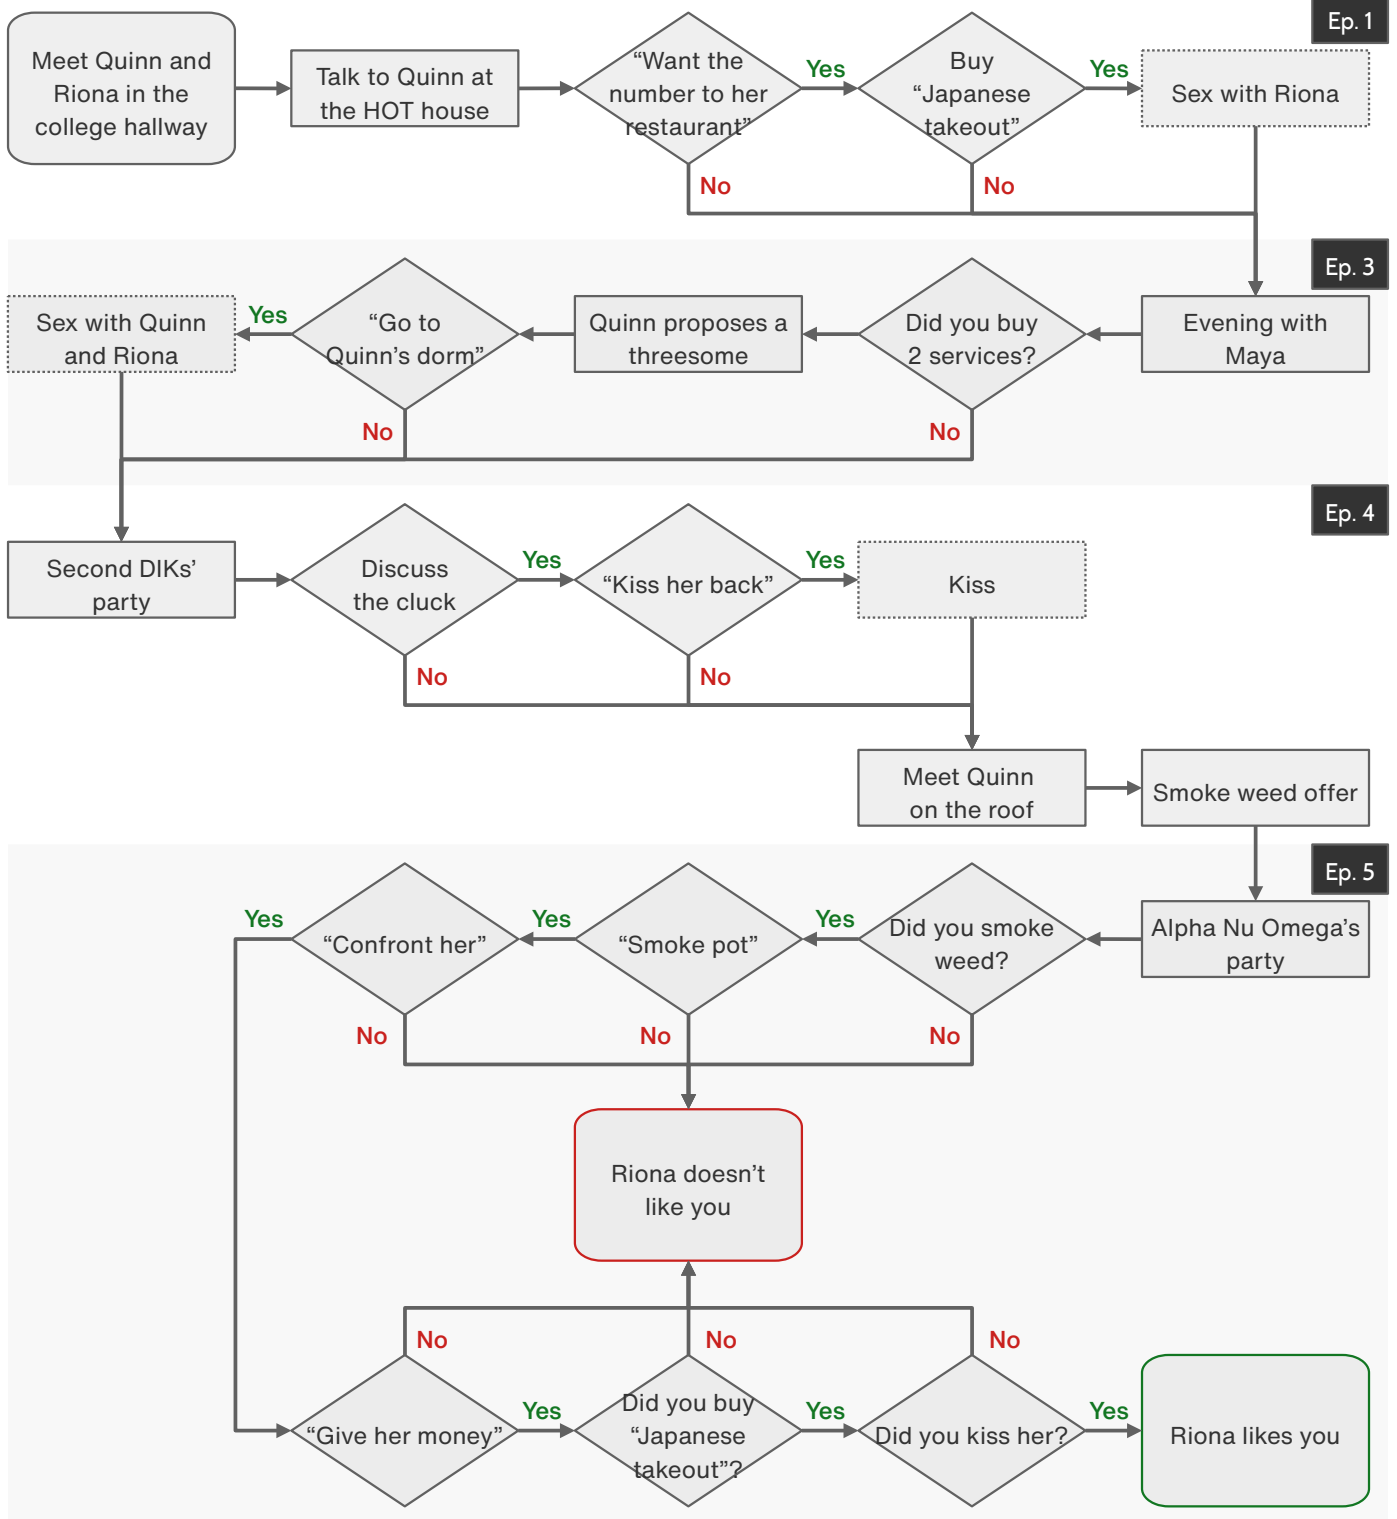 Ep. 1
Meet Quinn and
Riona in the
college hallway
Talk to Quinn at
the HOT house
“Want the
number to her
restaurant”
Yes
No
Buy
“Japanese
takeout”
Yes
No
Sex with Riona
Ep. 3
Evening with
Maya
Did you buy
2 services?
No
Quinn proposes a
threesome
“Go to
Quinn’s dorm”
Yes
No
Sex with Quinn
and Riona
Ep. 4
Second DIKs’
party
Discuss
the cluck
Yes
No
“Kiss her back”
Yes
No
Kiss
Meet Quinn
on the roof
Smoke weed offer
Ep. 5
Alpha Nu Omega’s
party
Did you smoke
weed?
Yes
No
“Smoke pot”
Yes
No
“Confront her”
Yes
No
Riona doesn’t
like you
“Give her money”
No
Yes
Did you buy
“Japanese
takeout”?
No
Yes
Did you kiss her?
No
Yes
Riona likes you